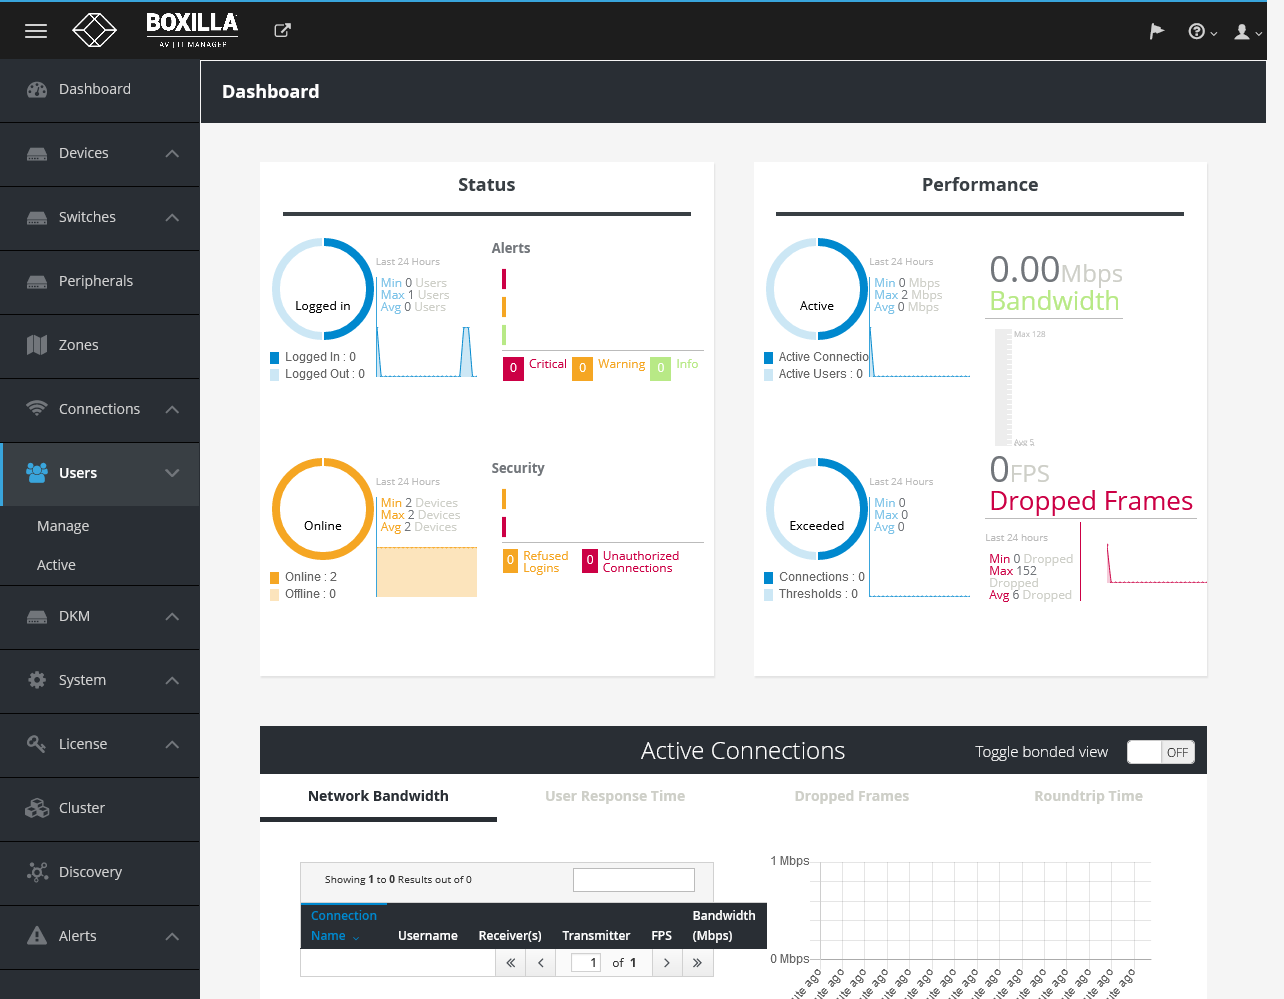 BOXILLA
AV | IT MANAGER
Dashboard
Devices
Switches
Peripherals
Zones
Connections
Users
Manage
Active
DKM
System
License
Cluster
Discovery
Alerts
Dashboard
Status
Logged in
Logged In : 0
Logged Out : 0
Last 24 Hours
Min 0 Users
Max 1 Users
Avg 0 Users
Alerts
0 Critical 0 Warning 0 Info
Online
Online : 2
Offline : 0
Last 24 Hours
Min 2 Devices
Max 2 Devices
Avg 2 Devices
Security
0 Refused Logins
0 Unauthorized Connections
Performance
Active
Active Connectio
Active Users : 0
Last 24 Hours
Min 0 Mbps
Max 2 Mbps
Avg 0 Mbps
0.00Mbps
Bandwidth
Max 128
Avg 5
Exceeded
Connections : 0
Thresholds : 0
Last 24 Hours
Min 0
Max 0
Avg 0
0FPS
Dropped Frames
Last 24 hours
Min 0 Dropped
Max 152
Dropped
Avg 6 Dropped
Active Connections
Toggle bonded view OFF
Network Bandwidth User Response Time Dropped Frames Roundtrip Time
Showing 1 to 0 Results out of 0
Connection Name Username Receiver(s) Transmitter FPS Bandwidth (Mbps)
« ‹ 1 of 1 › »
1 Mbps
0 Mbps